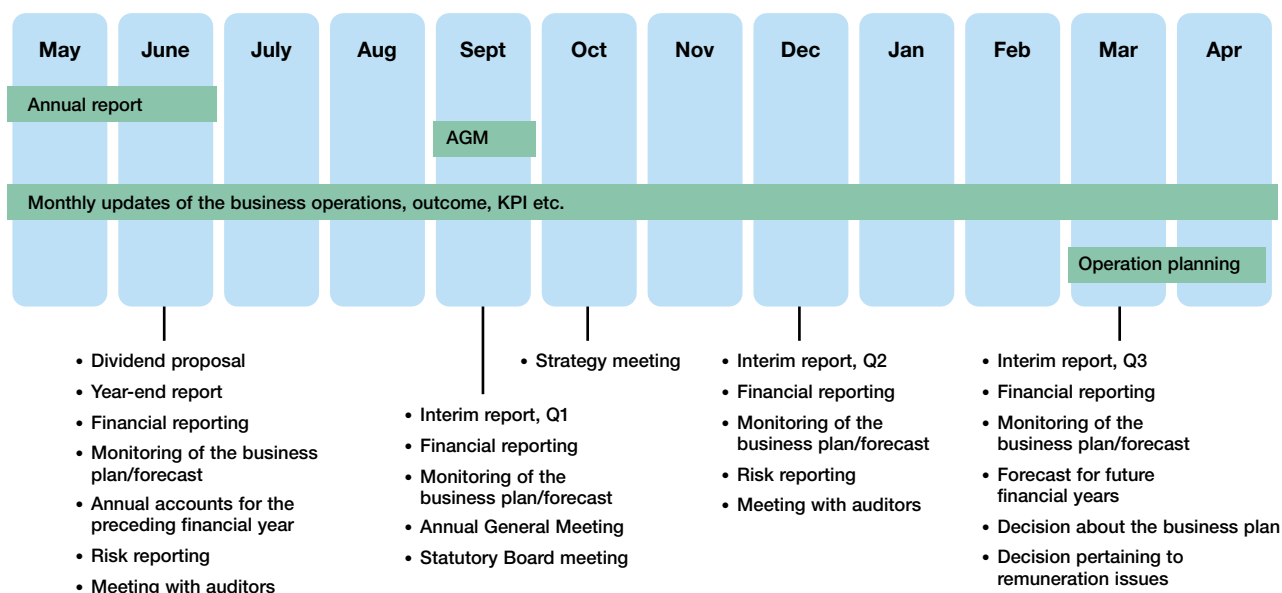 May June July Aug Sept Oct Nov Dec Jan Feb Mar Apr
Annual report
AGM
Monthly updates of the business operations, outcome, KPI etc.
Operation planning
• Dividend proposal
• Year-end report
• Financial reporting
• Monitoring of the business
plan/forecast
• Annual accounts for the
preceding financial year
• Risk reporting
• Meeting with auditors
• Interim report, Q1
• Financial reporting
• Monitoring of the
business plan/forecast
• Annual General Meeting
• Statutory Board meeting
• Strategy meeting
• Interim report, Q2
• Financial reporting
• Monitoring of the
business plan/forecast
• Risk reporting
• Meeting with auditors
• Interim report, Q3
• Financial reporting
• Monitoring of the
business plan/forecast
• Forecast for future
financial years
• Decision about the business plan
• Decision pertaining to
remuneration issues